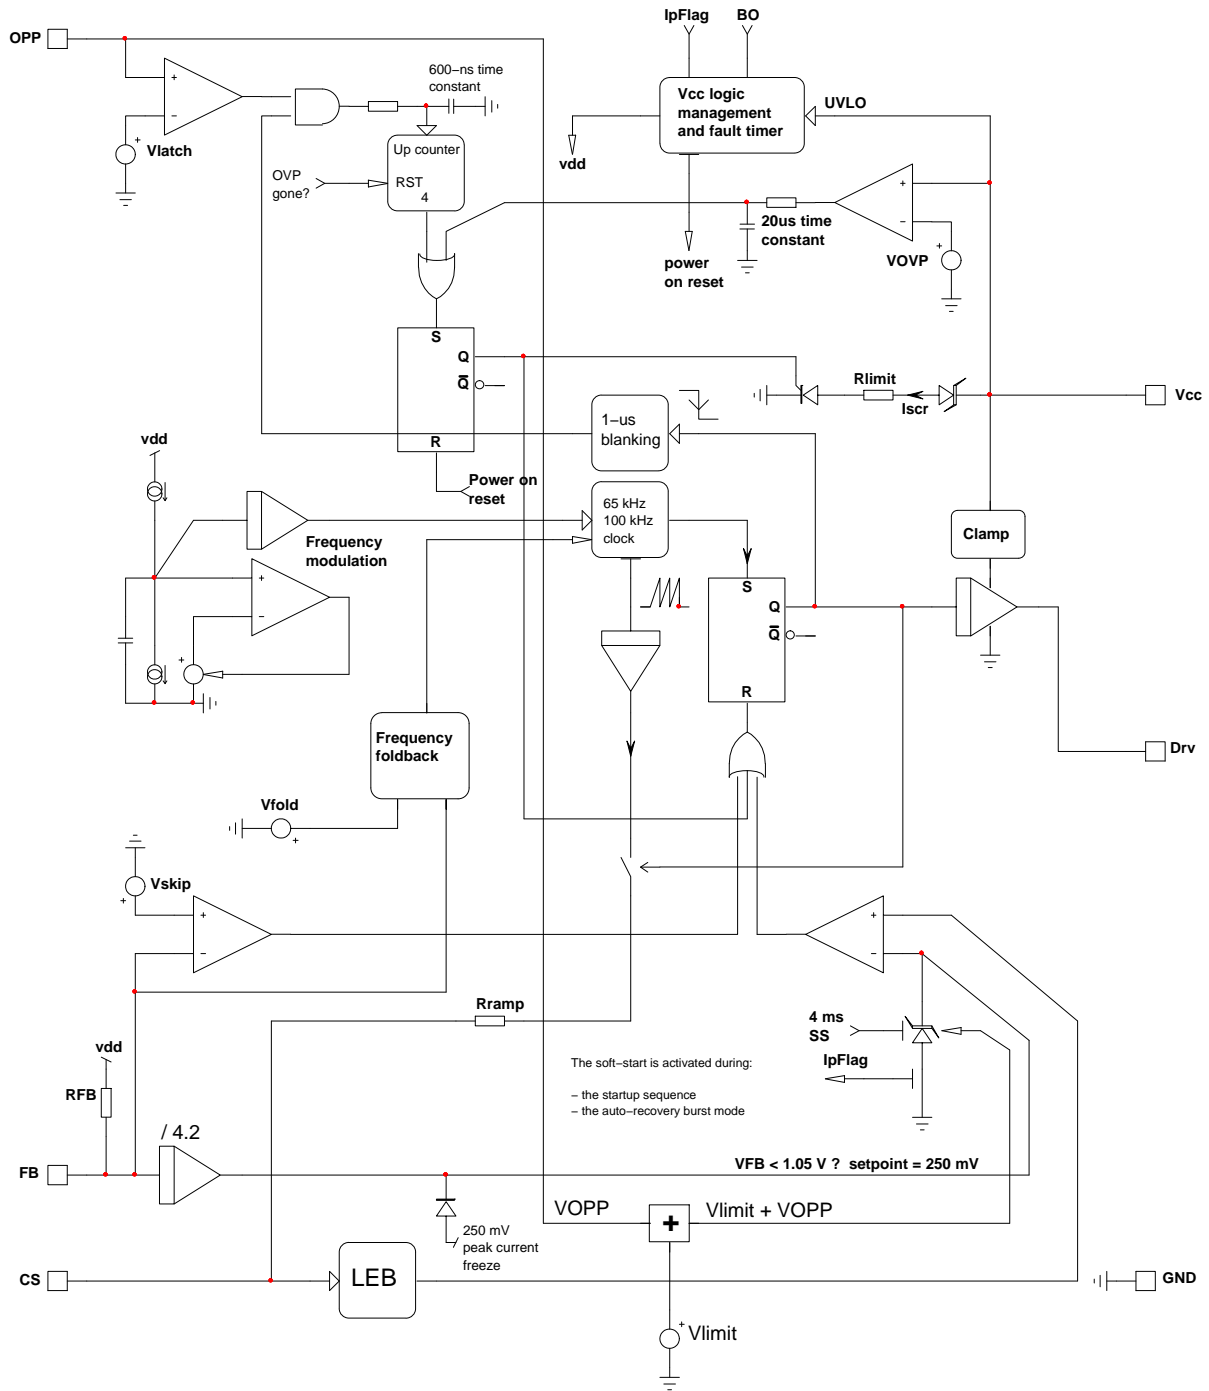 IpFlag
BO
OPP
600−ns time
constant
+
−
+
Vlatch
Vcc logic
management
and fault timer
UVLO
vdd
Up counter
RST
4
OVP
gone?
+
−
20us time
constant
+
VOVP
power
on reset
S
Q
Q
R
Rlimit
Iscr
Vcc
1−us
blanking
vdd
Power on
reset
65 kHz
100 kHz
clock
Frequency
modulation
Clamp
+
−
+
S
Q
Q
R
Frequency
foldback
Drv
Vfold
+
Vskip
+
+
−
+
−
Rramp
4 ms
SS
IpFlag
vdd
RFB
The soft−start is activated during:
− the startup sequence
− the auto−recovery burst mode
/ 4.2
FB
VFB < 1.05 V ? setpoint = 250 mV
VOPP
+
Vlimit + VOPP
250 mV
peak current
freeze
CS
LEB
GND
+
Vlimit